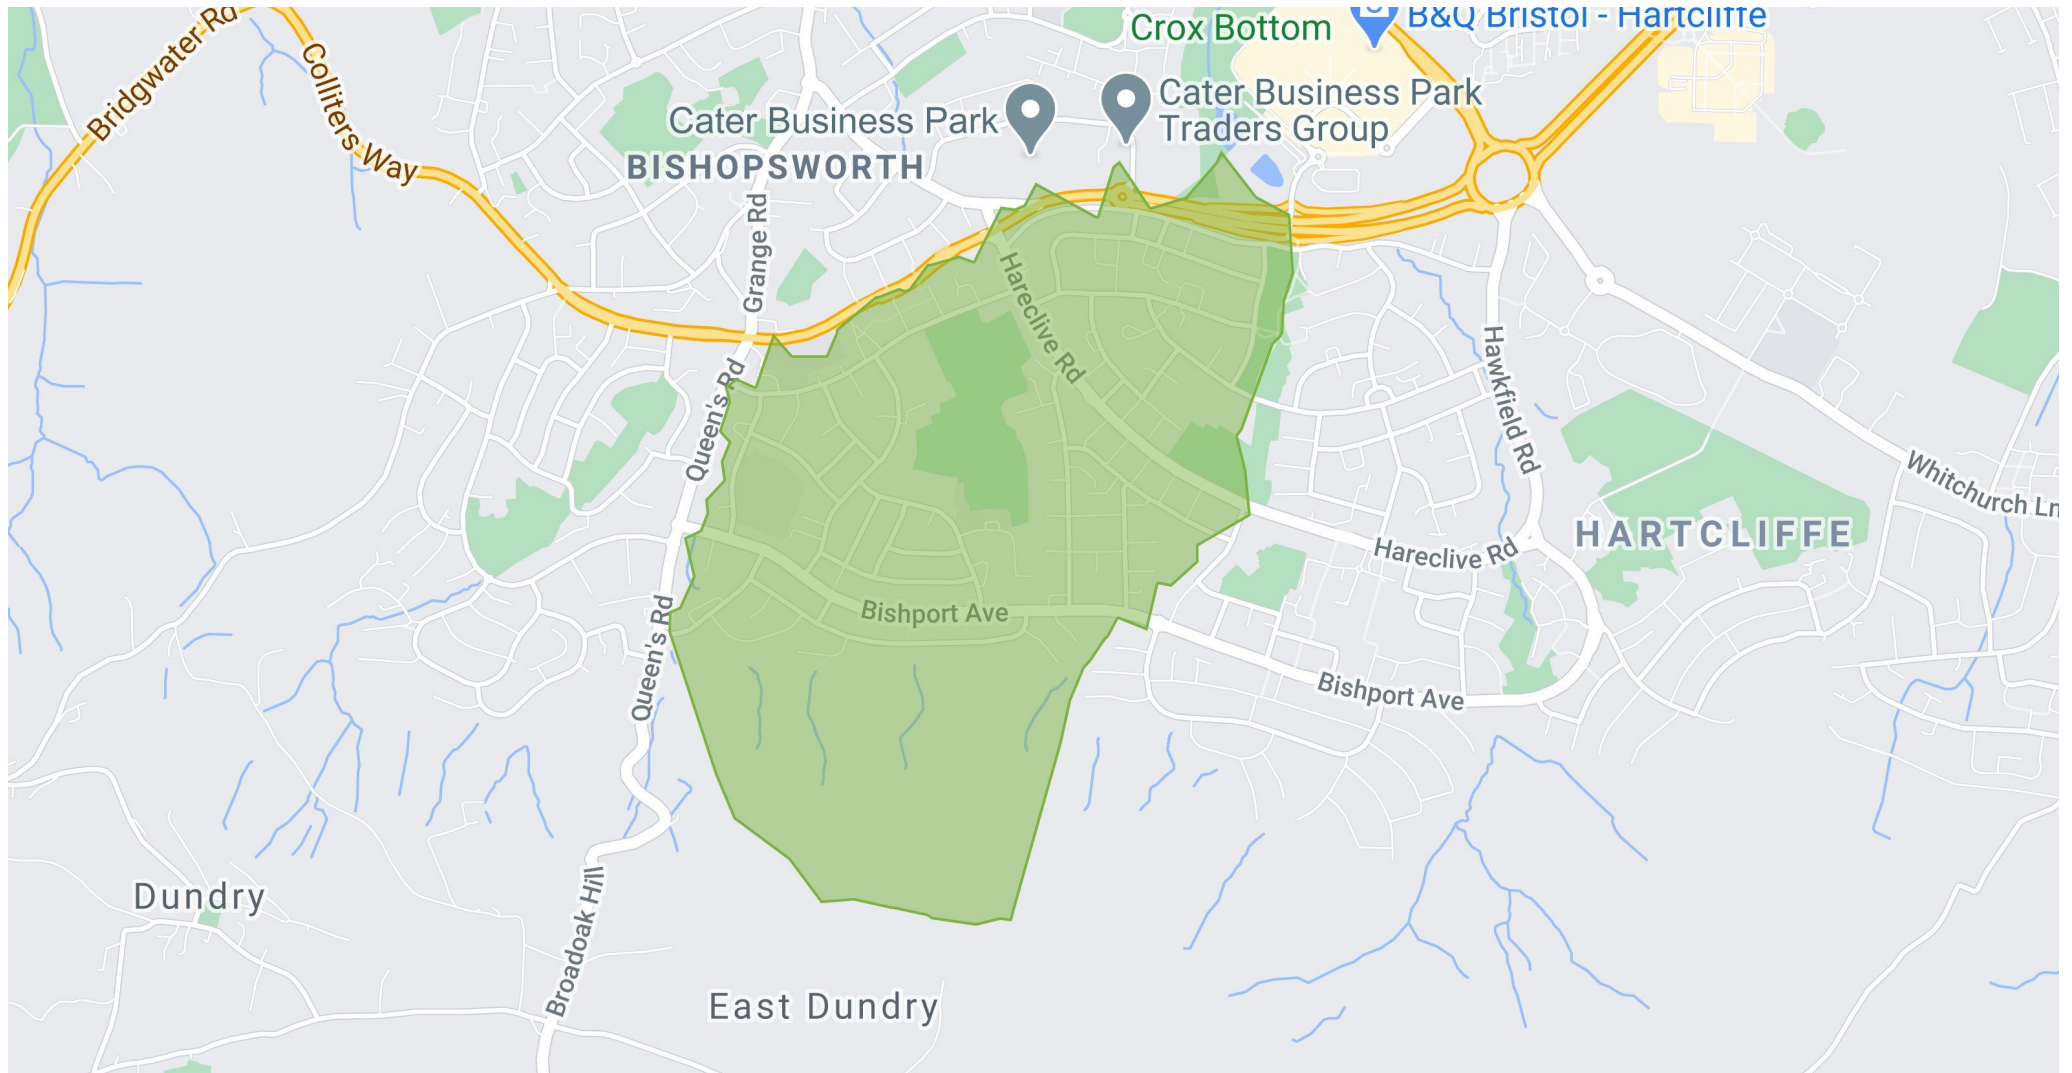 Bridgwater Rd
Colliters Way
Crox Bottom
B&Q Bristol - Hartcliffe
Cater Business Park
Cater Business Park
Traders Group
BISHOPSWORTH
Grange Rd
Hareclive Rd
Queen's Rd
Hawkfield Rd
Whitchurch Ln
HARTCLIFFE
Hareclive Rd
Bishport Ave
Queen's Rd
Bishport Ave
Dundry
Broadoak Hill
East Dundry